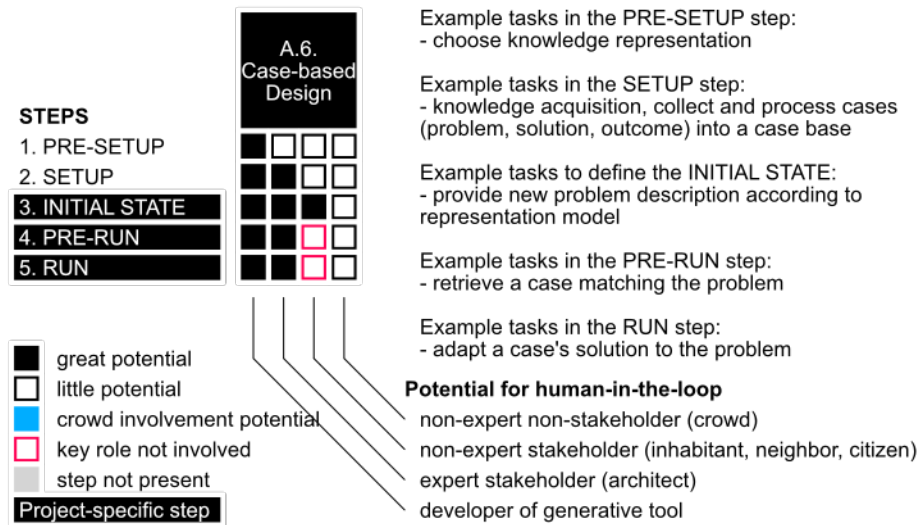 A.6.
Case-based
Design
STEPS
1. PRE-SETUP
2. SETUP
3. INITIAL STATE
4. PRE-RUN
5. RUN
Example tasks in the PRE-SETUP step:
- choose knowledge representation
Example tasks in the SETUP step:
- knowledge acquisition, collect and process cases
(problem, solution, outcome) into a case base
Example tasks to define the INITIAL STATE:
- provide new problem description according to
representation model
Example tasks in the PRE-RUN step:
- retrieve a case matching the problem
Example tasks in the RUN step:
- adapt a case's solution to the problem
great potential
little potential
crowd involvement potential
key role not involved
step not present
Project-specific step
Potential for human-in-the-loop
non-expert non-stakeholder (crowd)
non-expert stakeholder (inhabitant, neighbor, citizen)
expert stakeholder (architect)
developer of generative tool